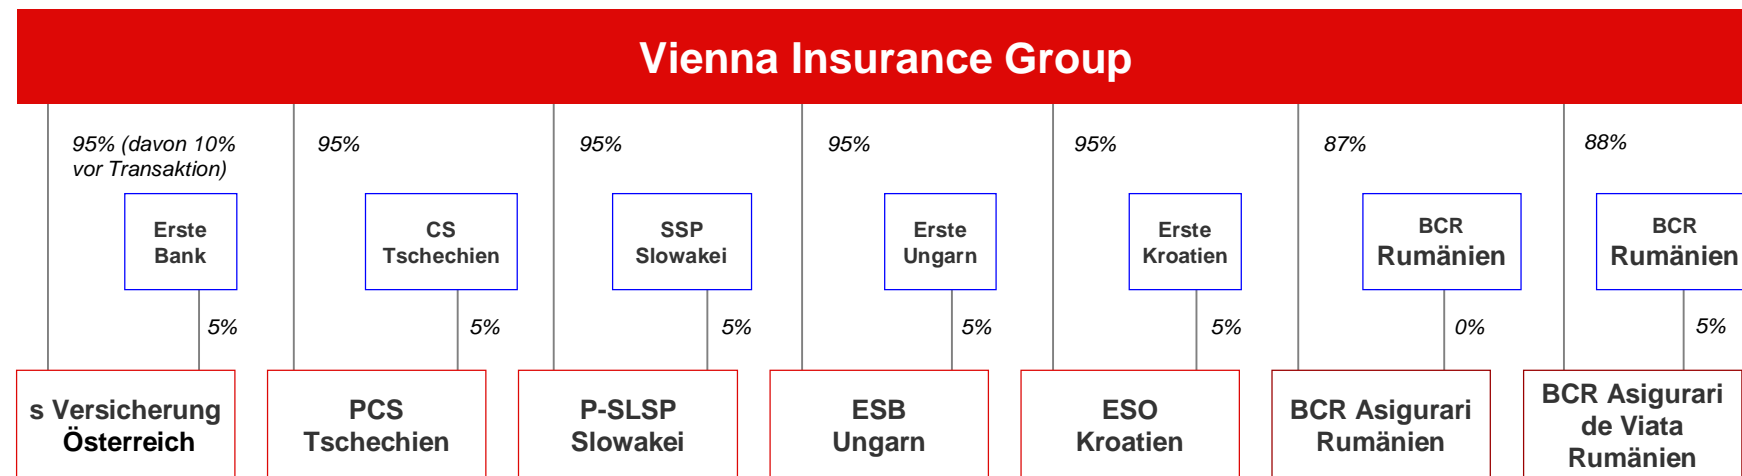 Vienna Insurance Group
95% (davon 10%
vor Transaktion)
95%
95%
95%
95%
87%
88%
Erste
Bank
CS
Tschechien
SSP
Slowakei
Erste
Ungarn
Erste
Kroatien
BCR
Rumänien
BCR
Rumänien
5%
5%
5%
5%
5%
0%
5%
s Versicherung
Österreich
PCS
Tschechien
P-SLSP
Slowakei
ESB
Ungarn
ESO
Kroatien
BCR Asigurari
Rumänien
BCR Asigurari
de Viata
Rumänien